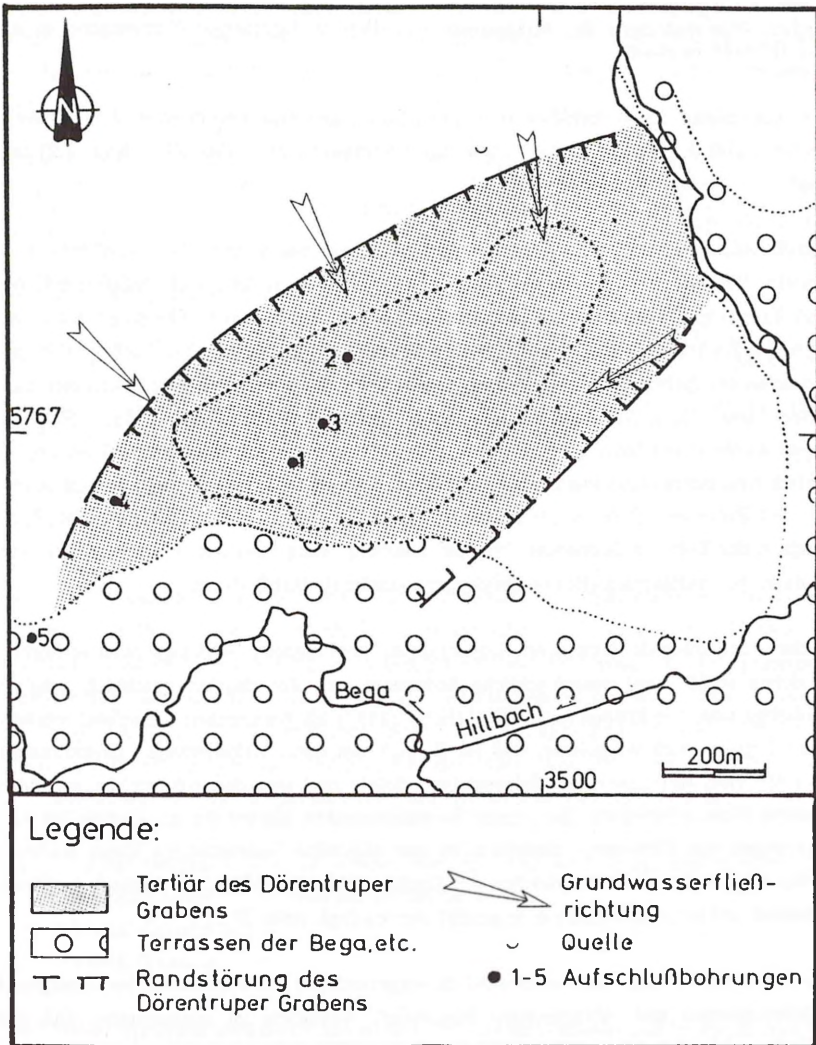 N
2
5767
3
1
4
5
Bega
Hillbach
200m
3500
Legende:
Tertiär des Dörentruper
Grabens
Terrassen der Bega, etc.
Randstörung des
Dörentruper Grabens
Grundwasserfließ-
richtung
Quelle
1-5 Aufschlußbohrungen